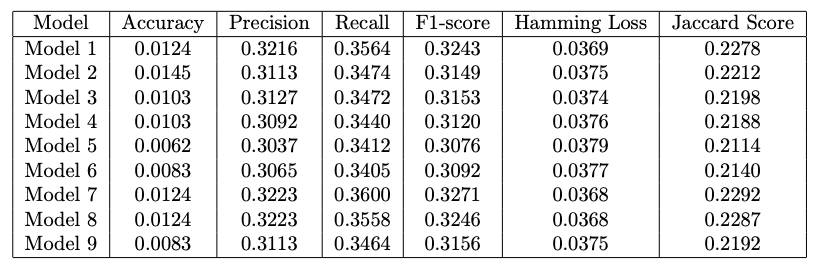 Model Accuracy Precision Recall F1-score Hamming Loss Jaccard Score
Model 1 0.0124 0.3216 0.3564 0.3243 0.0369 0.2278
Model 2 0.0145 0.3113 0.3474 0.3149 0.0375 0.2212
Model 3 0.0103 0.3127 0.3472 0.3153 0.0374 0.2198
Model 4 0.0103 0.3092 0.3440 0.3120 0.0376 0.2188
Model 5 0.0062 0.3037 0.3412 0.3076 0.0379 0.2114
Model 6 0.0083 0.3065 0.3405 0.3092 0.0377 0.2140
Model 7 0.0124 0.3223 0.3600 0.3271 0.0368 0.2292
Model 8 0.0124 0.3223 0.3558 0.3246 0.0368 0.2287
Model 9 0.0083 0.3113 0.3464 0.3156 0.0375 0.2192